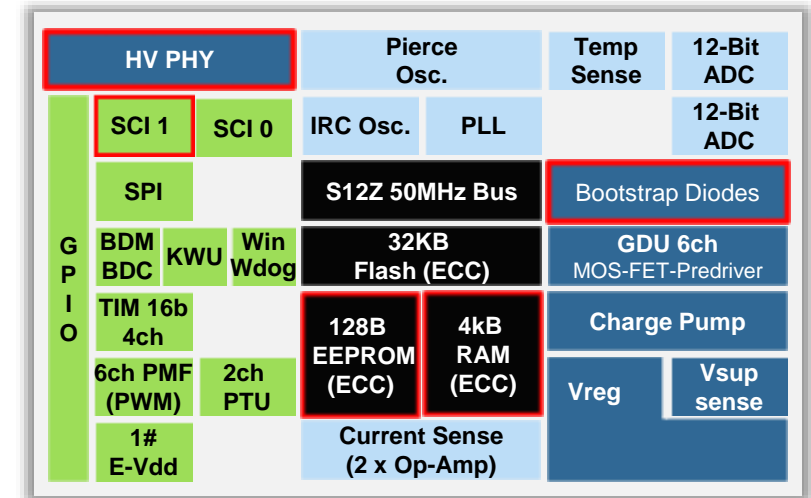 HV PHY
Pierce
Osc.
Temp
Sense
12-Bit
ADC
SCI 1
SCI 0
IRC Osc.
PLL
12-Bit
ADC
SPI
S12Z 50MHz Bus
Bootstrap Diodes
G
P
I
O
BDM
BDC
KWU
Win
Wdog
32KB
Flash (ECC)
GDU 6ch
MOS-FET-Predriver
TIM 16b
4ch
128B
EEPROM
(ECC)
4kB
RAM
(ECC)
Charge Pump
6ch PMF
(PWM)
2ch
PTU
Vreg
Vsup
sense
1#
E-Vdd
Current Sense
(2 x Op-Amp)